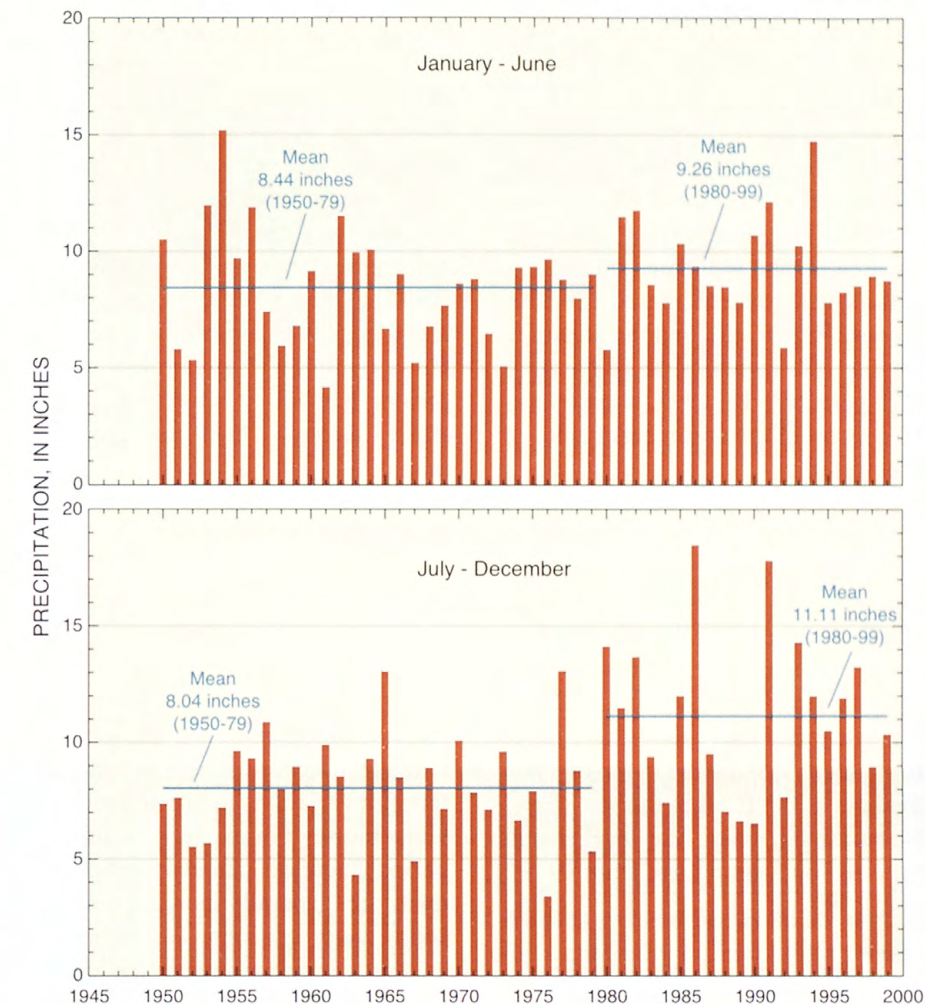 PRECIPITATION, IN INCHES
20
15
10
5
0
January - June
Mean
8.44 inches
(1950-79)
Mean
9.26 inches
(1980-99)
20
15
10
5
0
July - December
Mean
8.04 inches
(1950-79)
Mean
11.11 inches
(1980-99)
1945 1950 1955 1960 1965 1970 1975 1980 1985 1990 1995 2000